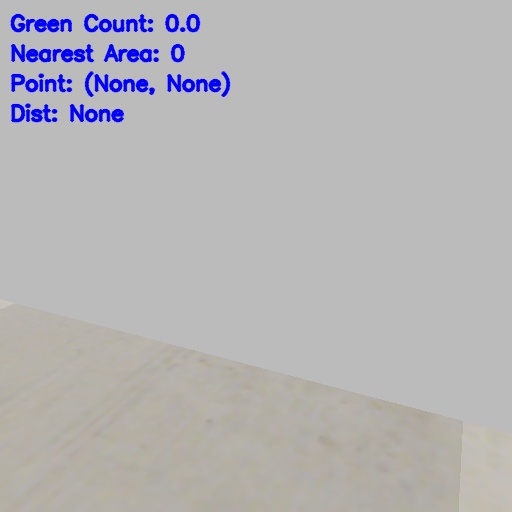 Green Count: 0.0
Nearest Area: 0
Point: (None, None)
Dist: None